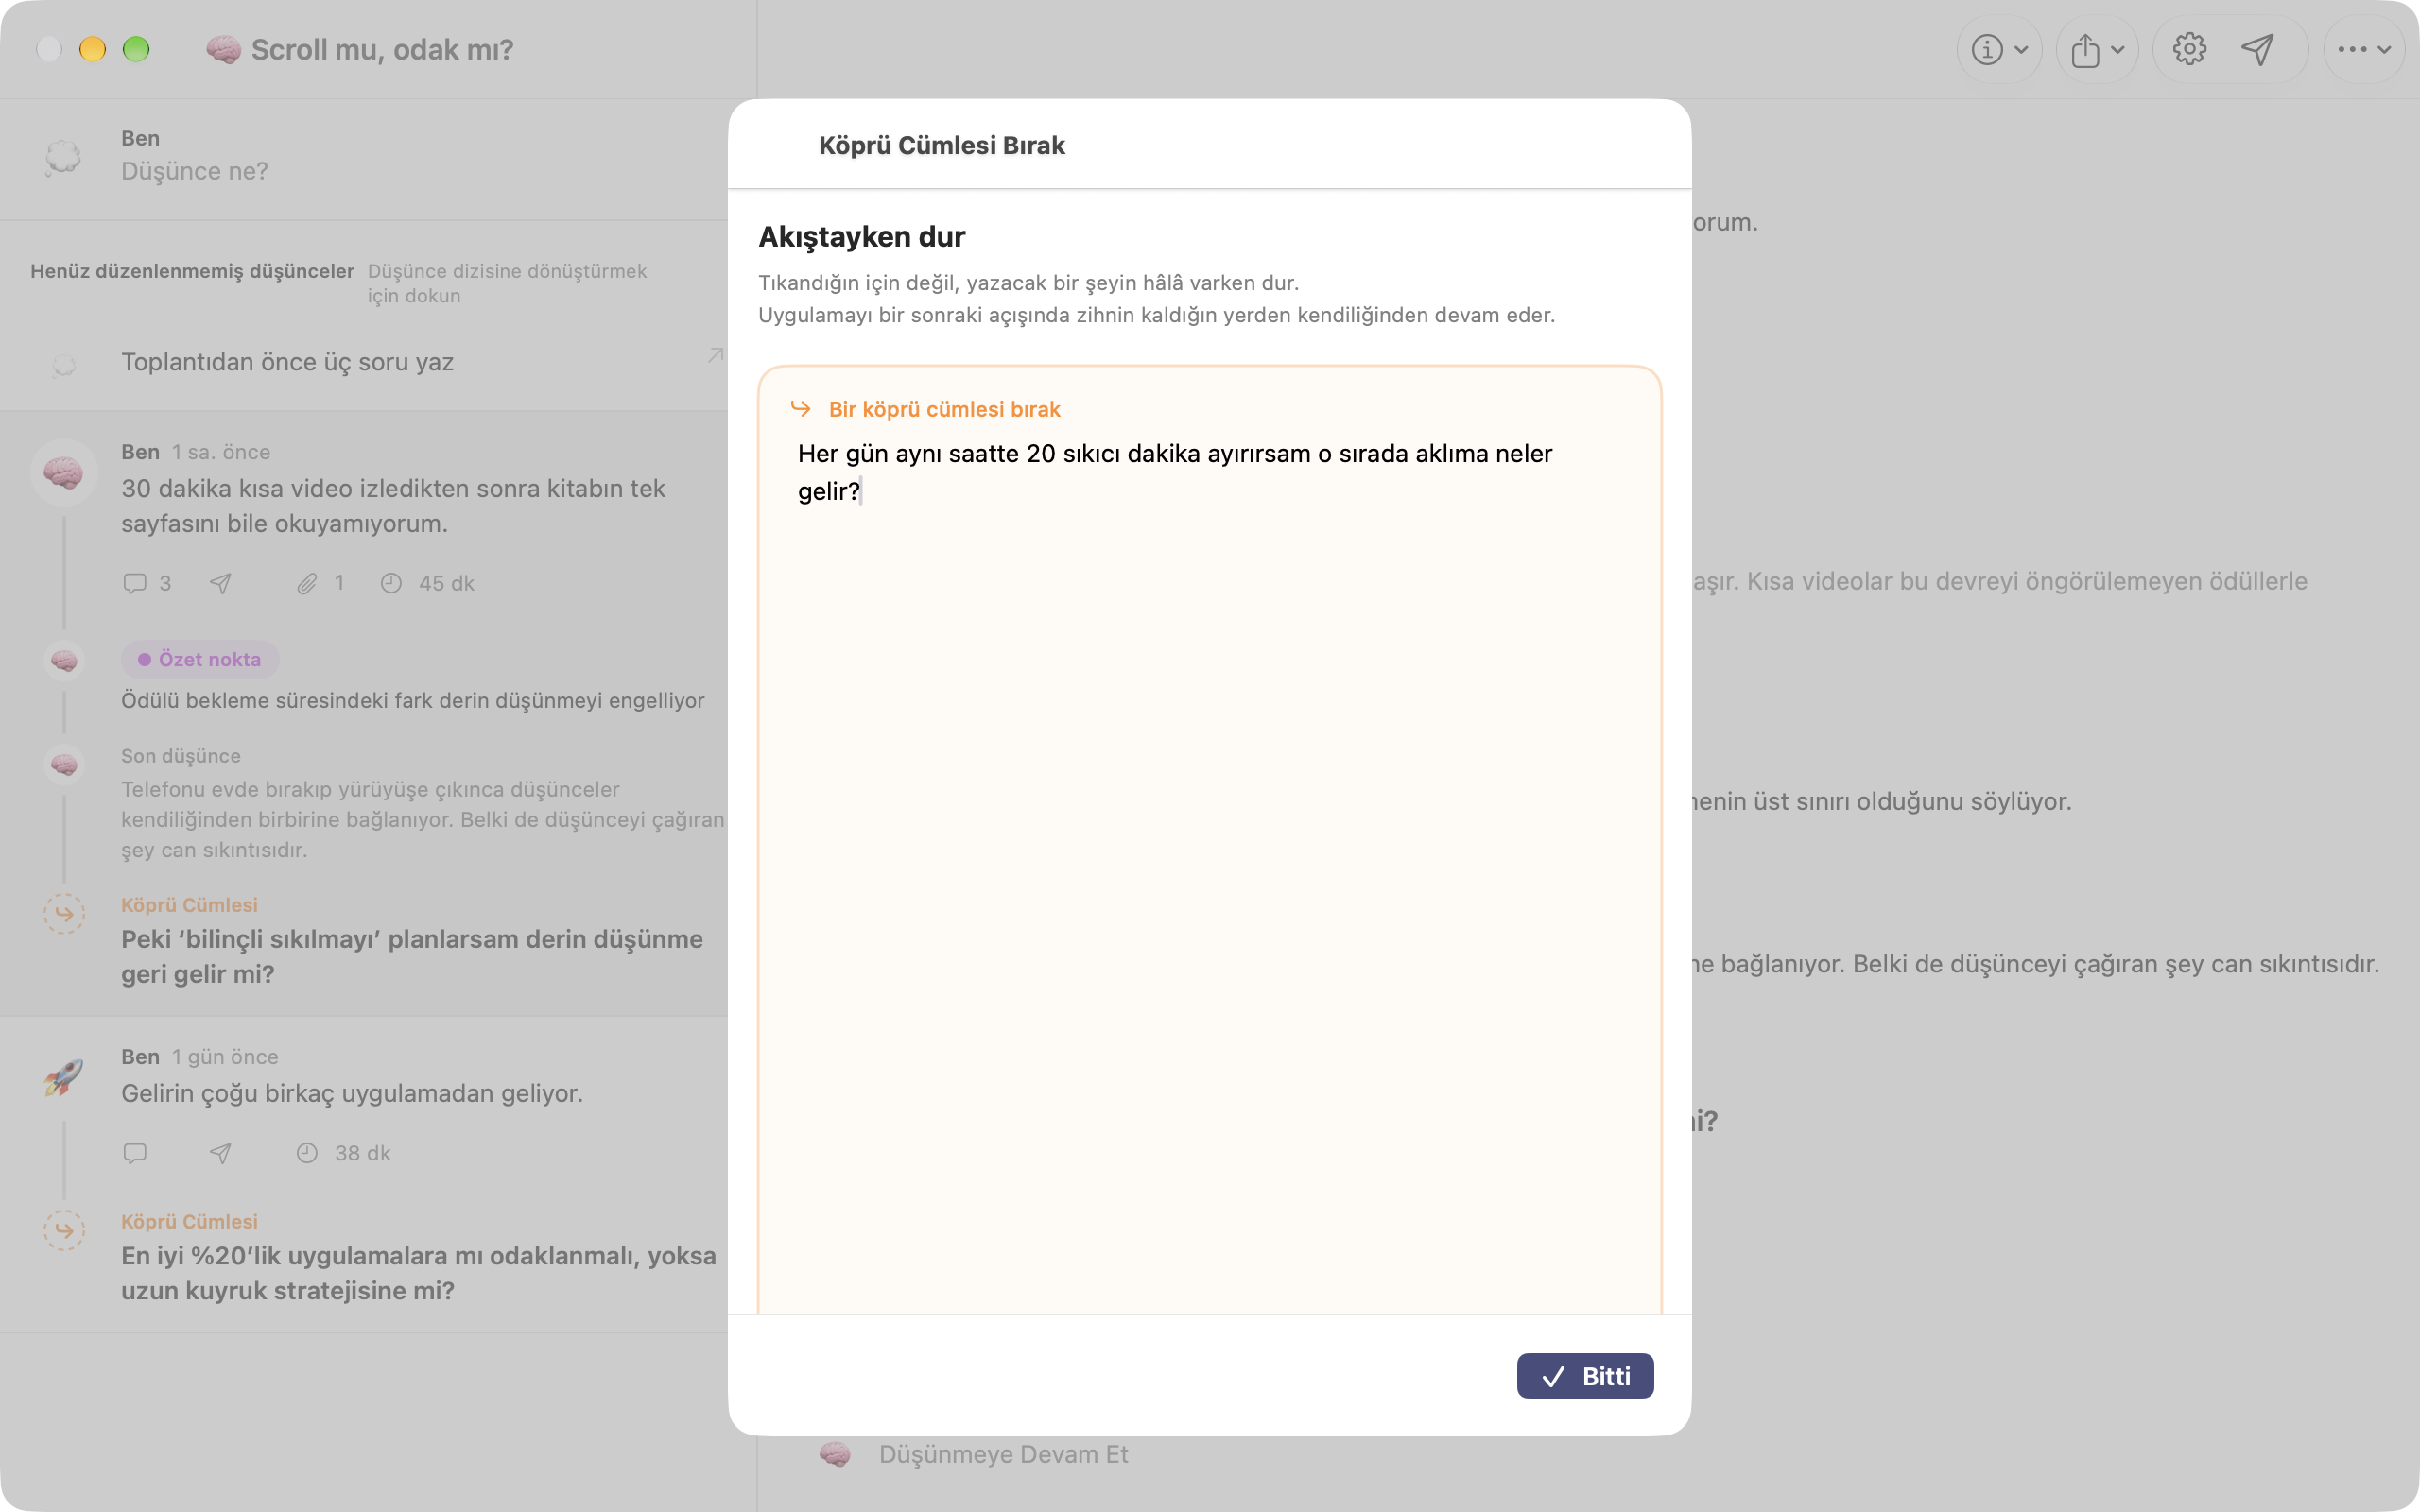 🧠 Scroll mu, odak mı?
Ben
Düşünce ne?
Henüz düzenlenmemiş düşünceler
Düşünce dizisine dönüştürmek
için dokun
Toplantıdan önce üç soru yaz
Ben 1 sa. önce
30 dakika kısa video izledikten sonra kitabın tek
sayfasını bile okuyamıyorum.
3 1 45 dk
Özet nokta
Ödülü bekleme süresindeki fark derin düşünmeyi engelliyor
Son düşünce
Telefonu evde bırakıp yürüyüşe çıkınca düşünceler
kendiliğinden birbirine bağlanıyor. Belki de düşünceyi çağıran
şey can sıkıntısıdır.
Köprü Cümlesi
Peki ‘bilinçli sıkılmayı’ planlarsam derin düşünme
geri gelir mi?
Ben 1 gün önce
Gelirin çoğu birkaç uygulamadan geliyor.
38 dk
Köprü Cümlesi
En iyi %20’lik uygulamalara mı odaklanmalı, yoksa
uzun kuyruk stratejisine mi?
Köprü Cümlesi Bırak
Akıştayken dur
Tıkandığın için değil, yazacak bir şeyin hâlâ varken dur.
Uygulamayı bir sonraki açışında zihnin kaldığın yerden kendiliğinden devam eder.
Bir köprü cümlesi bırak
Her gün aynı saatte 20 sıkıcı dakika ayırırsam o sırada aklıma neler
gelir?
Bitti
Kısa videolar bu devreyi öngörülemeyen ödüllerle
üst sınırı olduğunu söylüyor.
bağlanıyor. Belki de düşünceyi çağıran şey can sıkıntısıdır.
Düşünmeye Devam Et